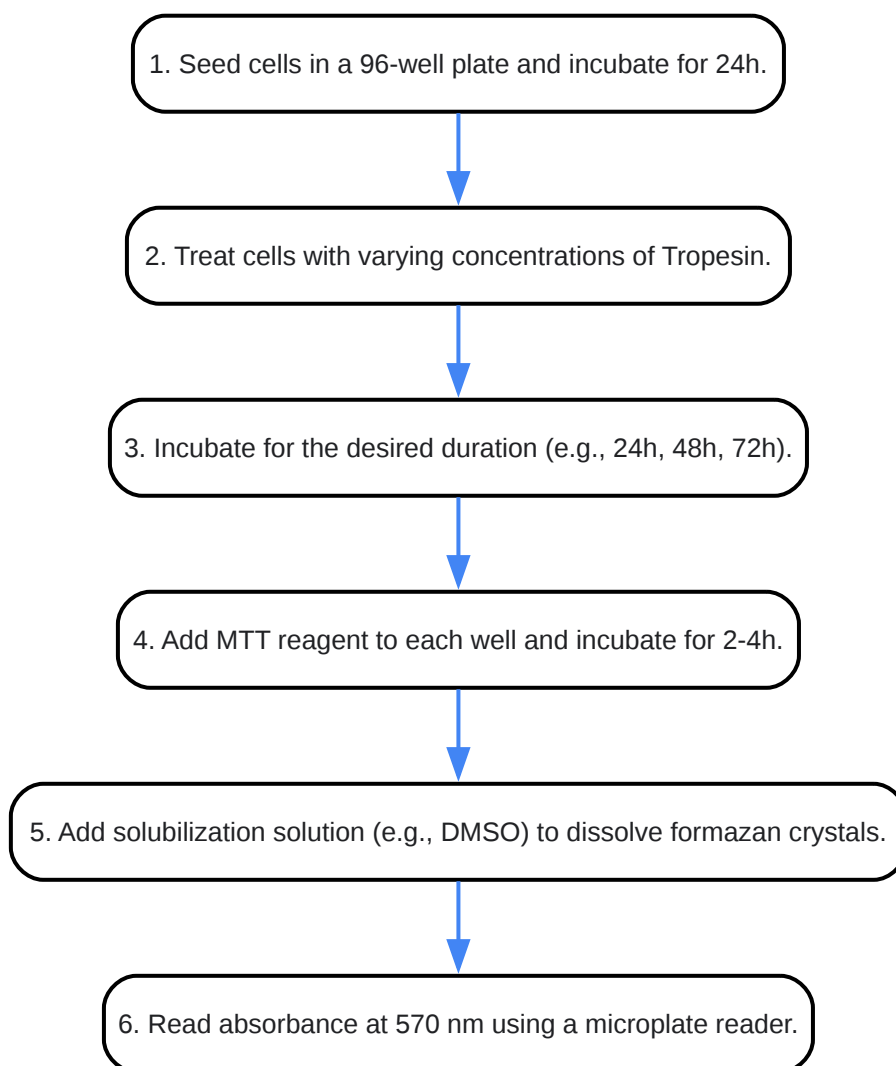 1. Seed cells in a 96-well plate and incubate for 24h.
2. Treat cells with varying concentrations of Tropesin.
3. Incubate for the desired duration (e.g., 24h, 48h, 72h).
4. Add MTT reagent to each well and incubate for 2-4h.
5. Add solubilization solution (e.g., DMSO) to dissolve formazan crystals.
6. Read absorbance at 570 nm using a microplate reader.